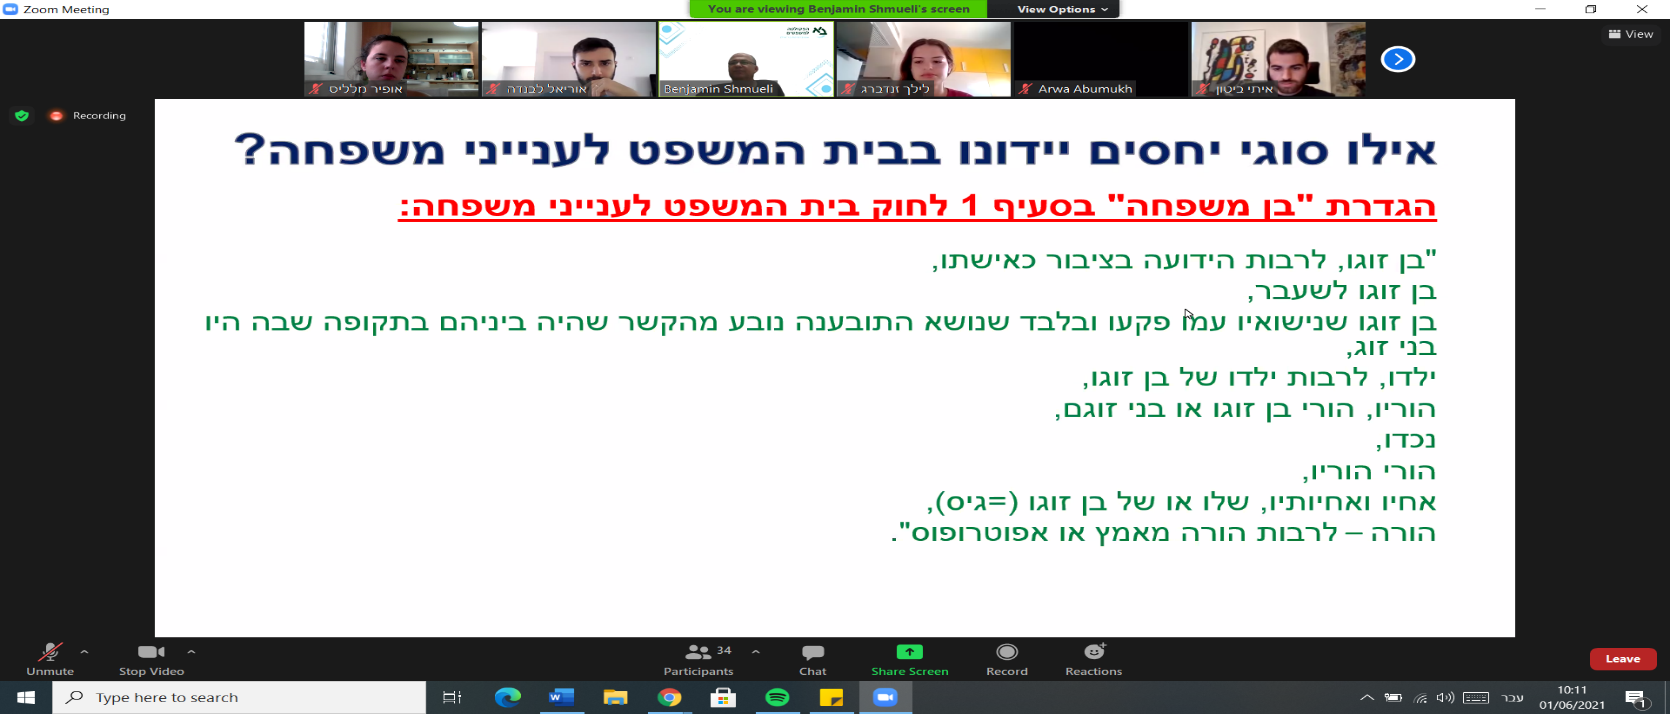 Zoom Meeting
You are viewing Benjamin Shmueli's screen
View Options
View
אופיר מלליס
אוריאל לבנדה
Benjamin Shmueli
לילך זנדברג
Arwa Abumukh
איתי ביטון
Recording
אילו סוגי יחסים יידונו בבית המשפט לענייני משפחה?
הגדרת "בן משפחה" בסעיף 1 לחוק בית המשפט לענייני משפחה:
"בן זוגו, לרבות הידועה בציבור כאישתו,
בן זוגו לשעבר,
בן זוגו שנישואיו עמו פקעו ובלבד שנושא התובענה נובע מהקשר שהיה ביניהם בתקופה שבה היו
בני זוג,
ילדו, לרבות ילדו של בן זוגו,
הוריו, הורי בן זוגו או בני זוגם,
נכדו,
הורי הוריו,
אחיו ואחיותיו, שלו או של בן זוגו (=גיס),
הורה – לרבות הורה מאמץ או אפוטרופוס".
Unmute
Stop Video
Participants
34
Chat
Share Screen
Record
Reactions
Leave
Type here to search
עבר
10:11
01/06/2021
1